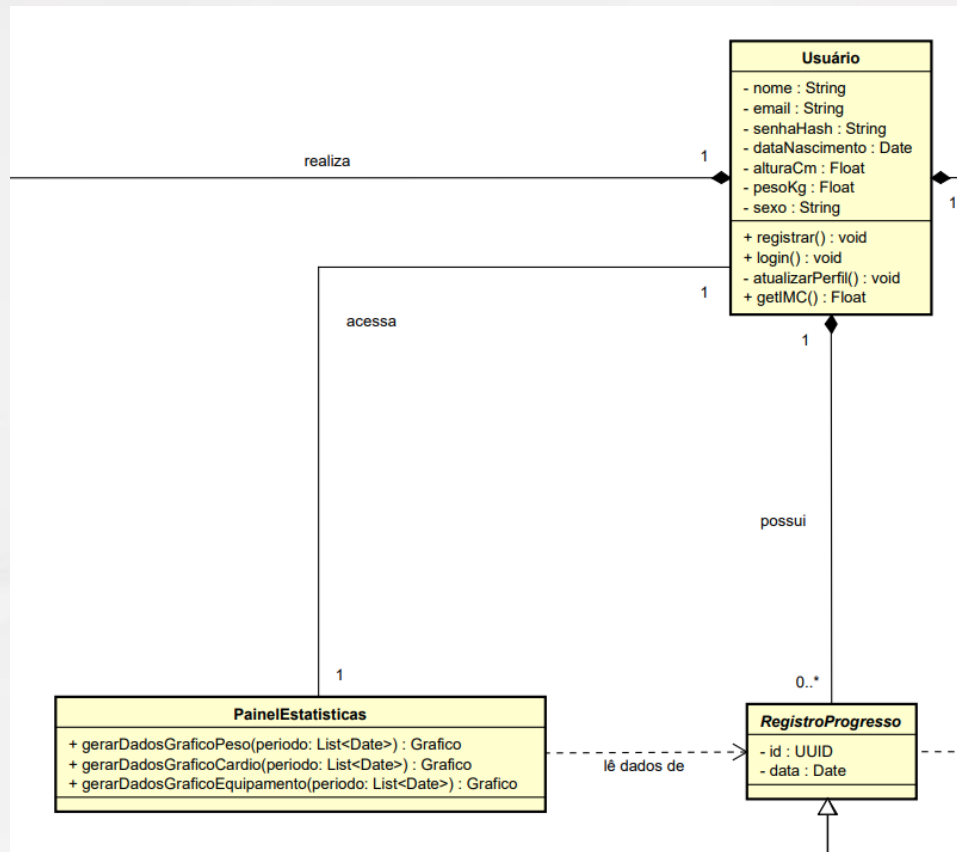 Usuário
- nome : String
- email : String
- senhaHash : String
- dataNascimento : Date
- alturaCm : Float
- pesoKg : Float
- sexo : String
+ registrar() : void
+ login() : void
- atualizarPerfil() : void
+ getIMC() : Float
realiza
1
1
1
acessa
1
possui
1
0..*
PainelEstatisticas
+ gerarDadosGraficoPeso(periodo: List<Date>) : Grafico
+ gerarDadosGraficoCardio(periodo: List<Date>) : Grafico
+ gerarDadosGraficoEquipamento(periodo: List<Date>) : Grafico
lê dados de
RegistroProgresso
- id : UUID
- data : Date